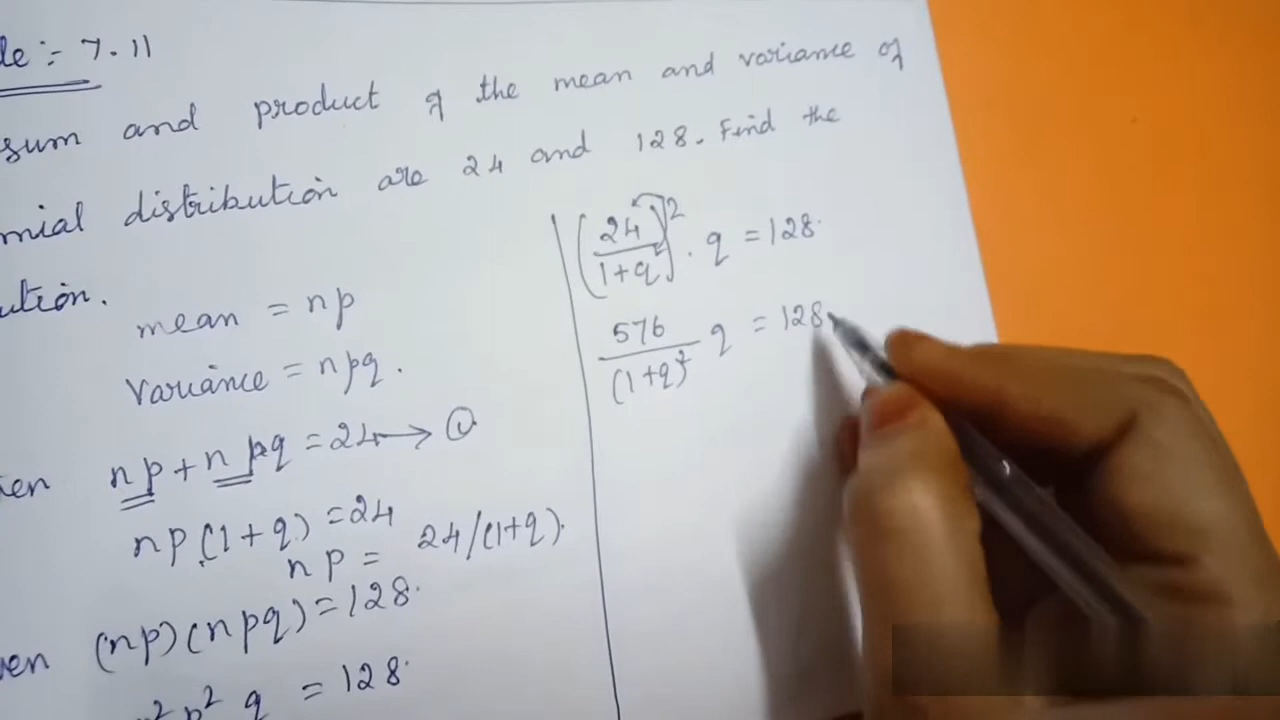 le :- 7.11
sum and product of the mean and variance of
mial distribution are 24 and 128. Find the
ution.
mean = np
Variance = npq.
en np + npq = 24 → ①
np (1+q) = 24
np = 24/(1+q).
en (np)(npq) = 128.
n² p² q = 128.
(24/1+q)² . q = 128.
576/(1+q)² q = 128